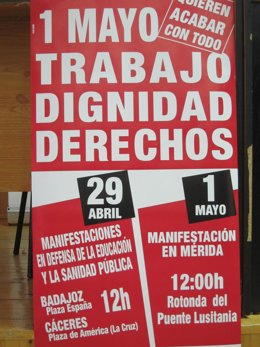 QUIEREN
ACABAR
CON TODO
1 MAYO
TRABAJO
DIGNIDAD
DERECHOS
29
ABRIL
MANIFESTACIONES
EN DEFENSA DE LA EDUCACIÓN
Y LA SANIDAD PÚBLICA
BADAJOZ
Plaza España
12h
CÁCERES
Plaza de América (La Cruz)
1
MAYO
MANIFESTACIÓN
EN MÉRIDA
12:00h
Rotonda del
Puente Lusitania